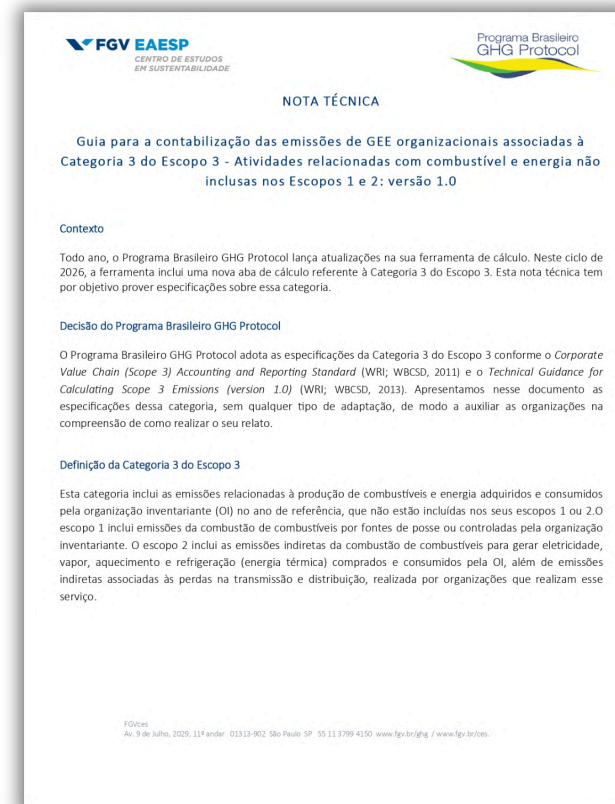 FGV EAESP
CENTRO DE ESTUDOS
EM SUSTENTABILIDADE
Programa Brasileiro
GHG Protocol
NOTA TÉCNICA
Guia para a contabilização das emissões de GEE organizacionais associadas à
Categoria 3 do Escopo 3 - Atividades relacionadas com combustível e energia não
inclusas nos Escopos 1 e 2: versão 1.0
Contexto
Todo ano, o Programa Brasileiro GHG Protocol lança atualizações na sua ferramenta de cálculo. Neste ciclo de
2026, a ferramenta inclui uma nova aba de cálculo referente à Categoria 3 do Escopo 3. Esta nota técnica tem
por objetivo prover especificações sobre essa categoria.
Decisão do Programa Brasileiro GHG Protocol
O Programa Brasileiro GHG Protocol adota as especificações da Categoria 3 do Escopo 3 conforme o Corporate
Value Chain (Scope 3) Accounting and Reporting Standard (WRI; WBCSD, 2011) e o Technical Guidance for
Calculating Scope 3 Emissions (version 1.0) (WRI; WBCSD, 2013). Apresentamos nesse documento as
especificações dessa categoria, sem qualquer tipo de adaptação, de modo a auxiliar as organizações na
compreensão de como realizar o seu relato.
Definição da Categoria 3 do Escopo 3
Esta categoria inclui as emissões relacionadas à produção de combustíveis e energia adquiridos e consumidos
pela organização inventariante (OI) no ano de referência, que não estão incluídas nos seus escopos 1 ou 2.O
escopo 1 inclui emissões da combustão de combustíveis por fontes de posse ou controladas pela organização
inventariante. O escopo 2 inclui as emissões indiretas da combustão de combustíveis para gerar eletricidade,
vapor, aquecimento e refrigeração (energia térmica) comprados e consumidos pela OI, além de emissões
indiretas associadas às perdas na transmissão e distribuição, realizada por organizações que realizam esse
serviço.
FGVces
Av. 9 de Julho, 2029, 11º andar 01313-902 São Paulo SP 55 11 3799 4150 www.fgv.br/ghg / www.fgv.br/ces.